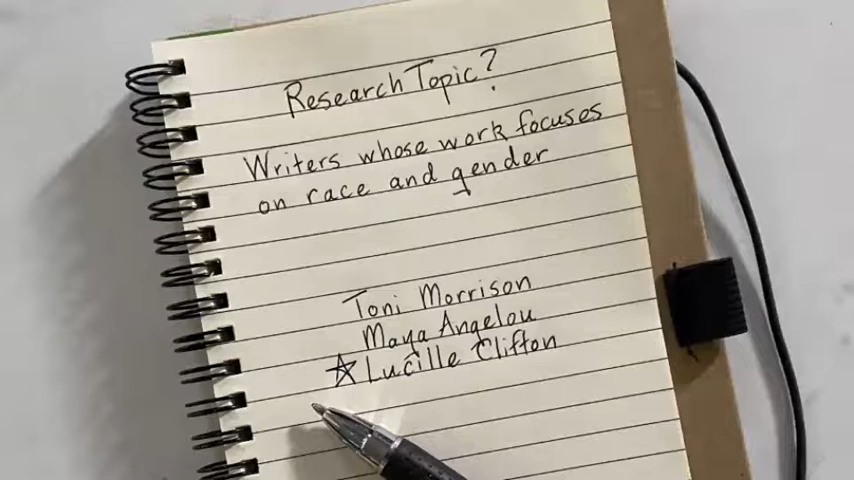 Research Topic?
Writers whose work focuses
on race and gender
Toni Morrison
Maya Angelou
☆Lucille Clifton